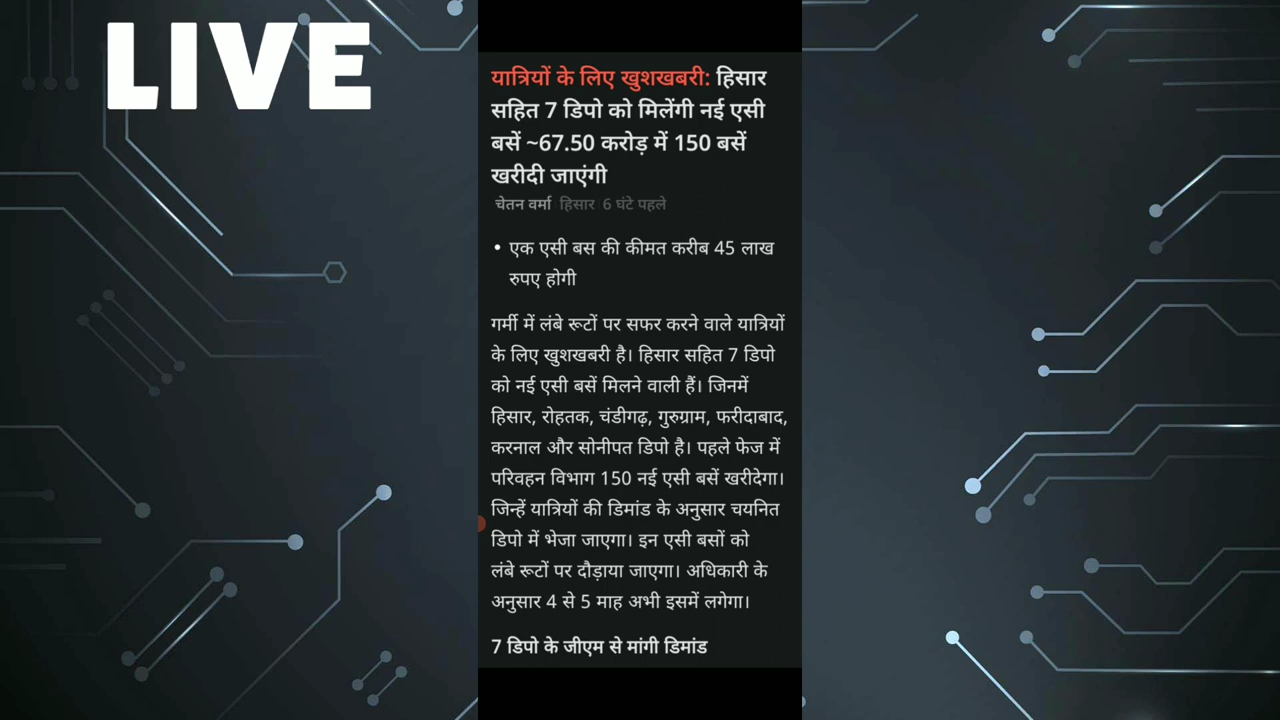 LIVE
यात्रियों के लिए खुशखबरी: हिसार
सहित 7 डिपो को मिलेंगी नई एसी
बसें ~67.50 करोड़ में 150 बसें
खरीदी जाएंगी
चेतन वर्मा हिसार 6 घंटे पहले
• एक एसी बस की कीमत करीब 45 लाख
रुपए होगी
गर्मी में लंबे रूटों पर सफर करने वाले यात्रियों
के लिए खुशखबरी है। हिसार सहित 7 डिपो
को नई एसी बसें मिलने वाली हैं। जिनमें
हिसार, रोहतक, चंडीगढ़, गुरुग्राम, फरीदाबाद,
करनाल और सोनीपत डिपो है। पहले फेज में
परिवहन विभाग 150 नई एसी बसें खरीदेगा।
जिन्हें यात्रियों की डिमांड के अनुसार चयनित
डिपो में भेजा जाएगा। इन एसी बसों को
लंबे रूटों पर दौड़ाया जाएगा। अधिकारी के
अनुसार 4 से 5 माह अभी इसमें लगेगा।
7 डिपो के जीएम से मांगी डिमांड